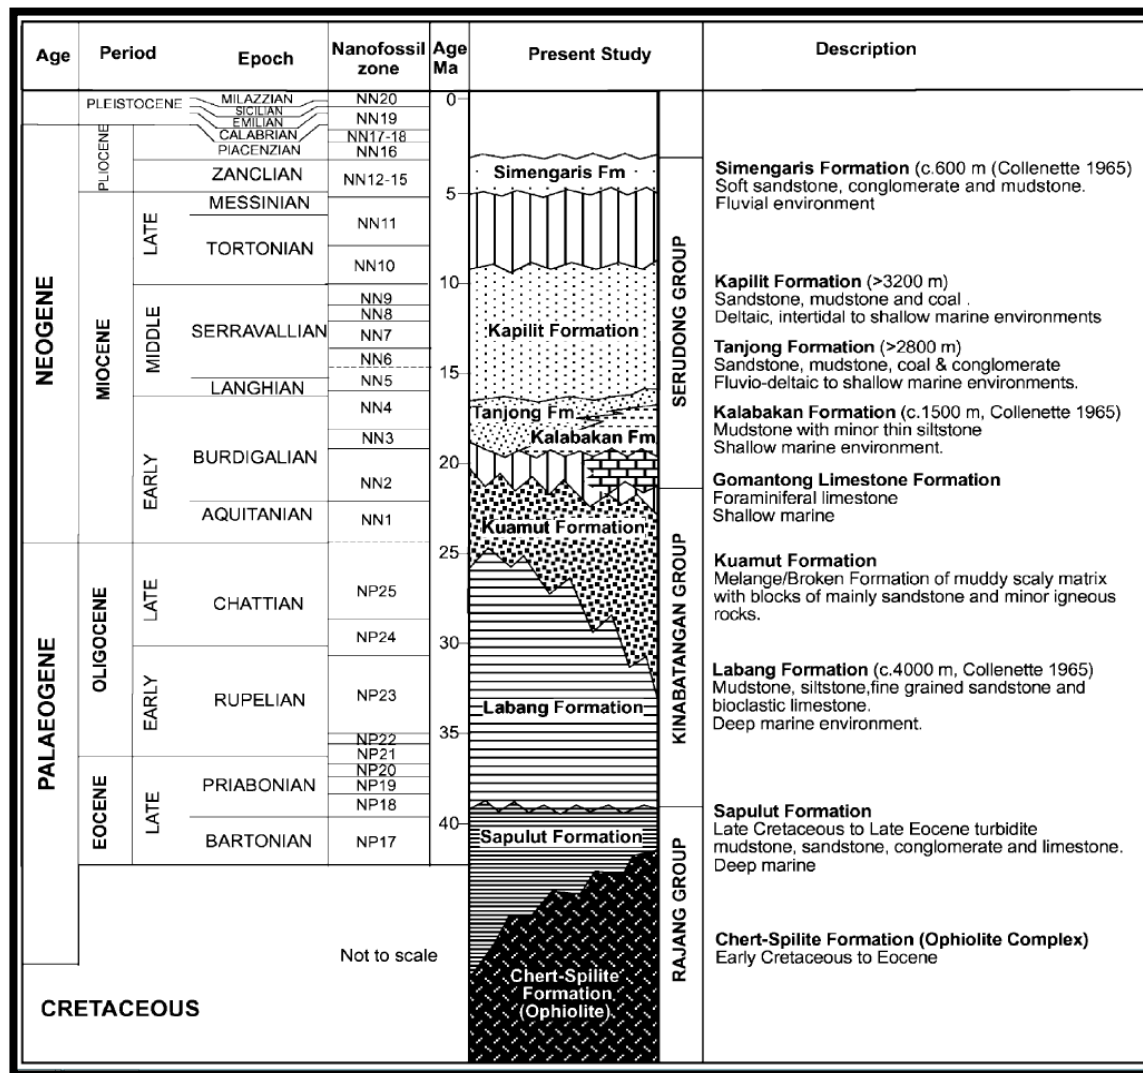 Age
Period
Epoch
Nanofossil
zone
Age
Ma
Present Study
Description
PLEISTOCENE
MILAZZIAN
SICILIAN
EMILIAN
CALABRIAN
PIACENZIAN
ZANCLIAN
MESSINIAN
TORTONIAN
SERRAVALLIAN
LANGHIAN
BURDIGALIAN
AQUITANIAN
CHATTIAN
RUPELIAN
PRIABONIAN
BARTONIAN
NEOGENE
PALAEOGENE
CRETACEOUS
PLIOCENE
MIOCENE
OLIGOCENE
EOCENE
LATE
MIDDLE
EARLY
LATE
EARLY
LATE
NN20
NN19
NN17-18
NN16
NN12-15
NN11
NN10
NN9
NN8
NN7
NN6
NN5
NN4
NN3
NN2
NN1
NP25
NP24
NP23
NP22
NP21
NP20
NP19
NP18
NP17
Not to scale
0
5
10
15
20
25
30
35
40
Simengaris Fm
Kapilit Formation
Tanjong Fm
Kalabakan Fm
Kuamut Formation
Labang Formation
Sapulut Formation
Chert-Spilite
Formation
(Ophiolite)
SERUDONG GROUP
KINABATANGAN GROUP
RAJANG GROUP
Simengaris Formation (c.600 m (Collenette 1965)
Soft sandstone, conglomerate and mudstone.
Fluvial environment
Kapilit Formation (>3200 m)
Sandstone, mudstone and coal .
Deltaic, intertidal to shallow marine environments
Tanjong Formation (>2800 m)
Sandstone, mudstone, coal & conglomerate
Fluvio-deltaic to shallow marine environments.
Kalabakan Formation (c.1500 m, Collenette 1965)
Mudstone with minor thin siltstone
Shallow marine environment.
Gomantong Limestone Formation
Foraminiferal limestone
Shallow marine
Kuamut Formation
Melange/Broken Formation of muddy scaly matrix
with blocks of mainly sandstone and minor igneous
rocks.
Labang Formation (c.4000 m, Collenette 1965)
Mudstone, siltstone,fine grained sandstone and
bioclastic limestone.
Deep marine environment.
Sapulut Formation
Late Cretaceous to Late Eocene turbidite
mudstone, sandstone, conglomerate and limestone.
Deep marine
Chert-Spilite Formation (Ophiolite Complex)
Early Cretaceous to Eocene